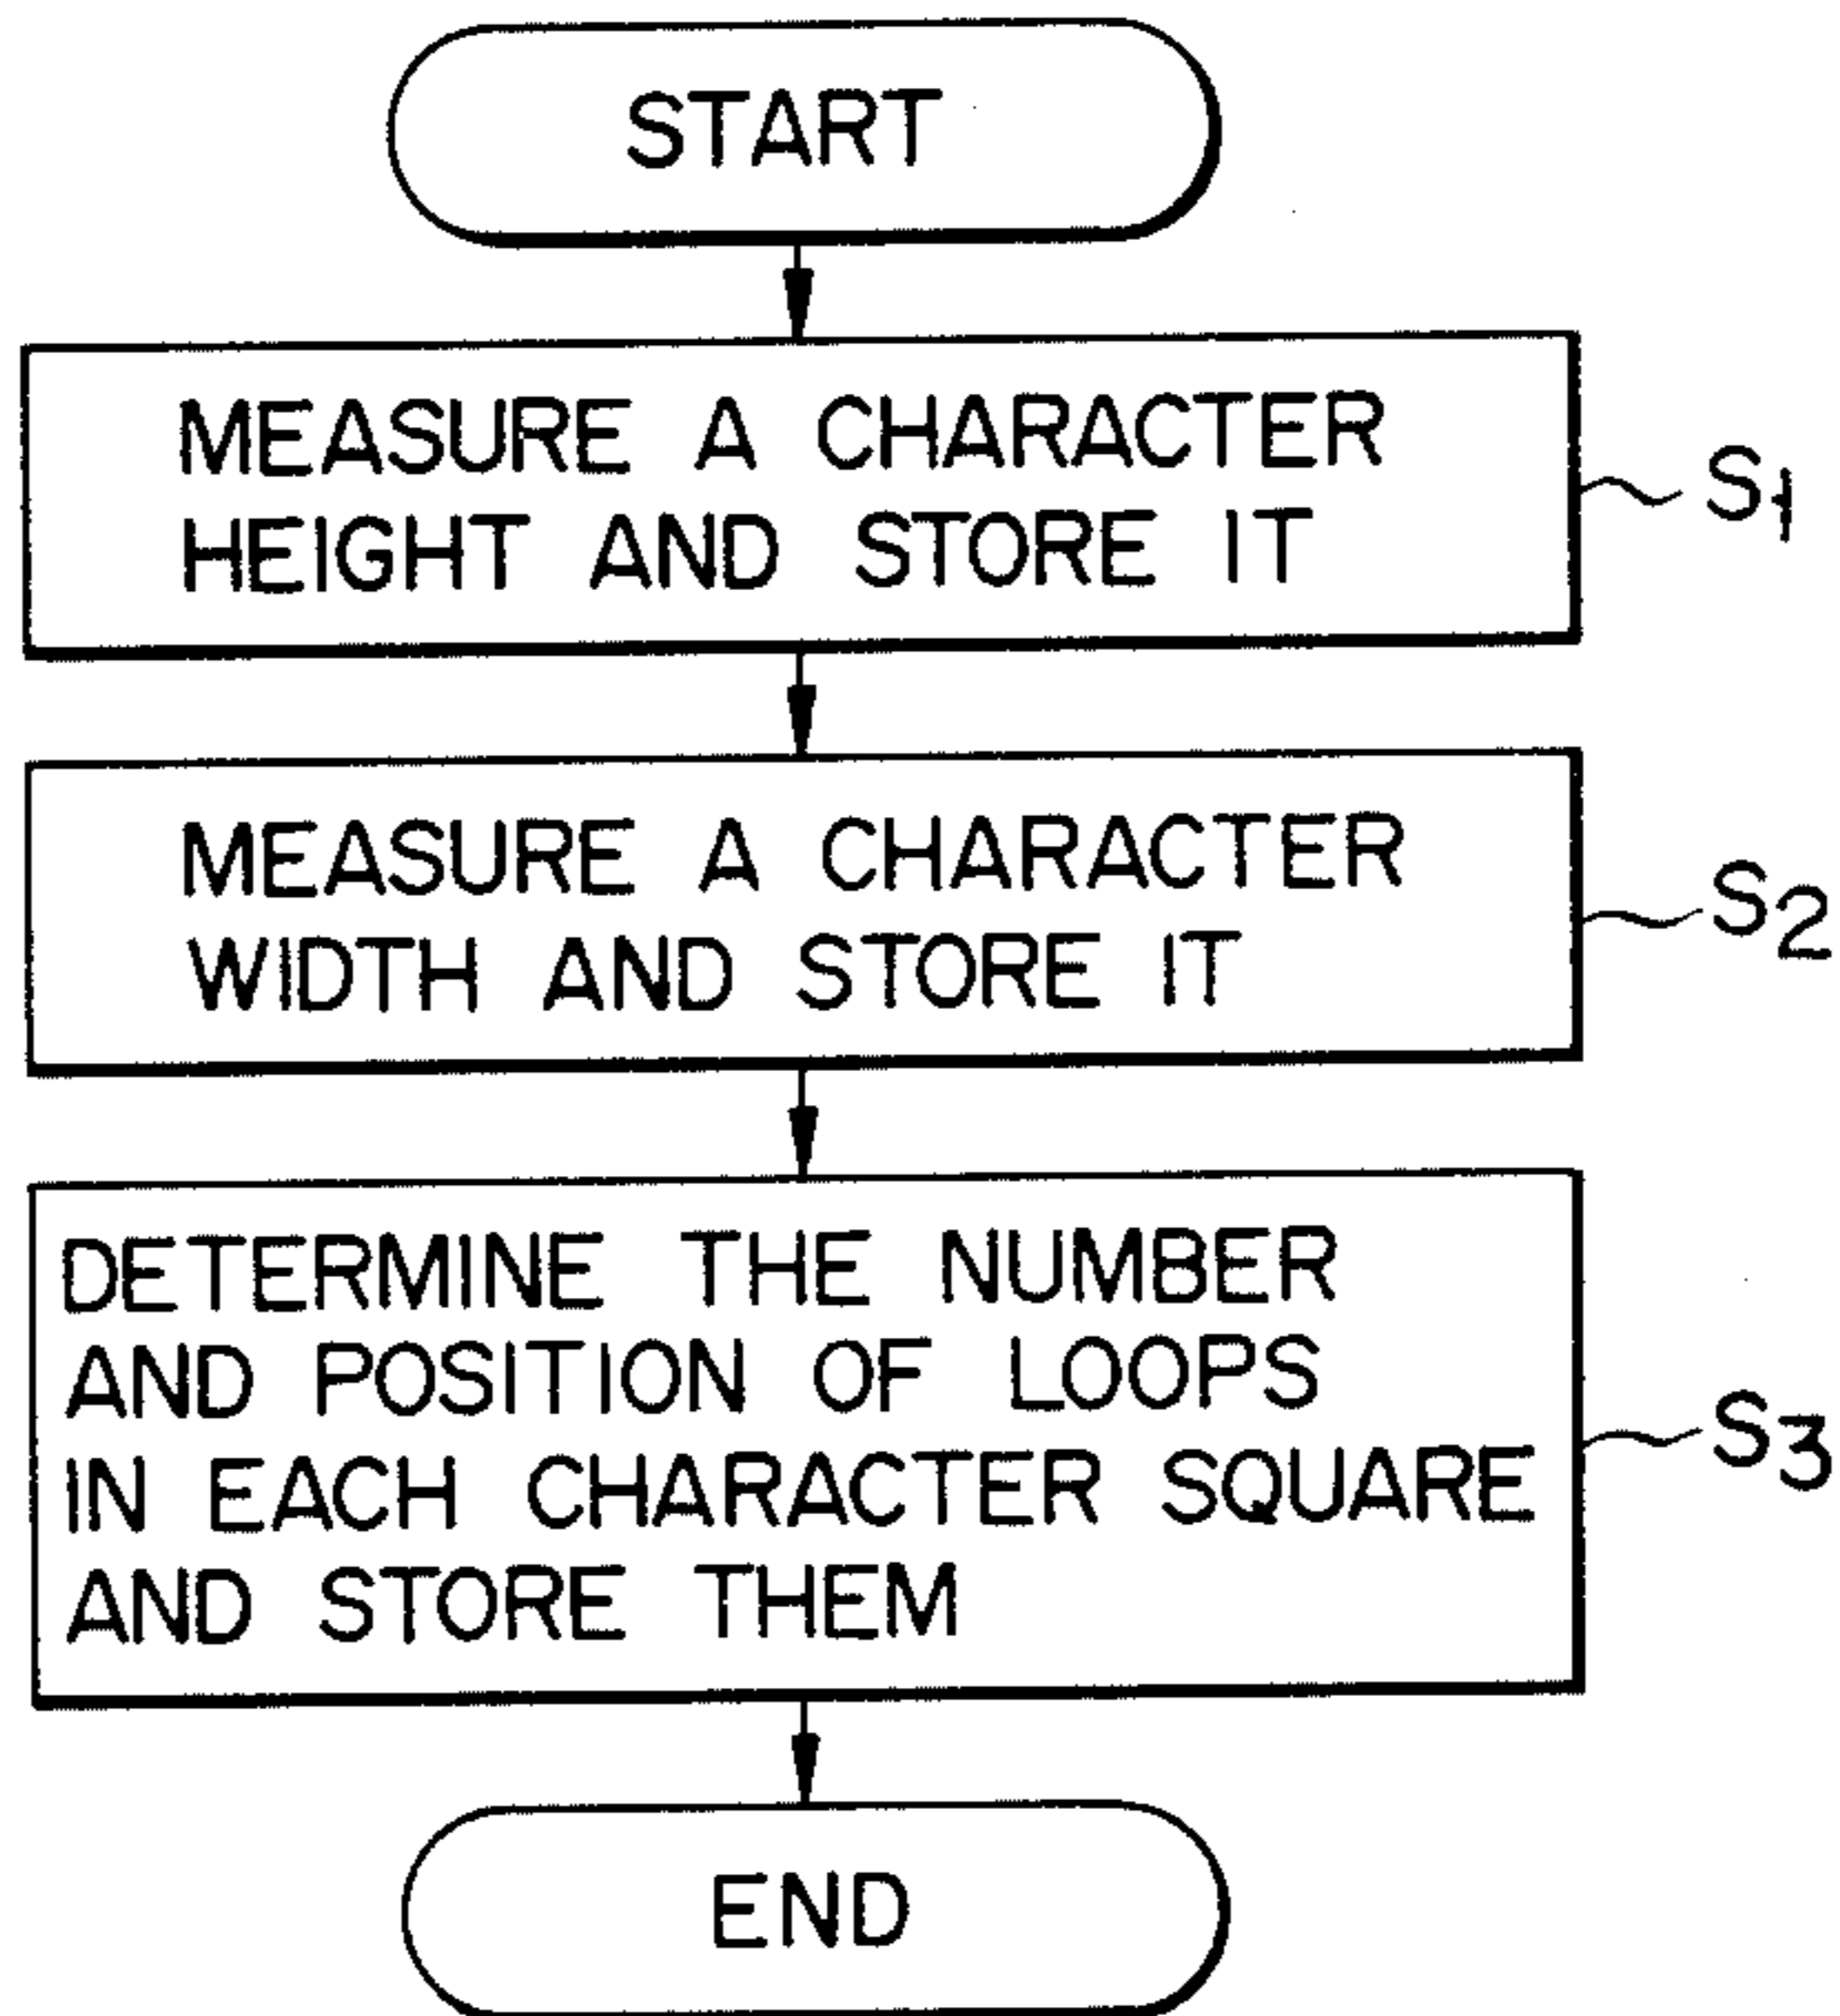 START
MEASURE A CHARACTER
HEIGHT AND STORE IT
S1
MEASURE A CHARACTER
WIDTH AND STORE IT
S2
DETERMINE THE NUMBER
AND POSITION OF LOOPS
IN EACH CHARACTER SQUARE
AND STORE THEM
S3
END